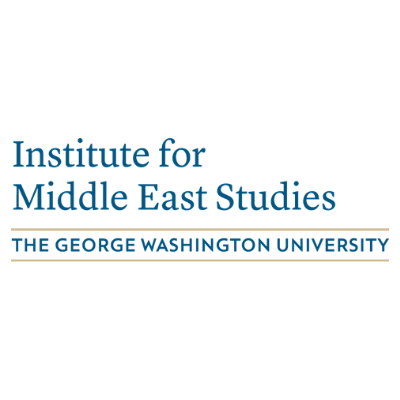 Institute for
Middle East Studies
THE GEORGE WASHINGTON UNIVERSITY